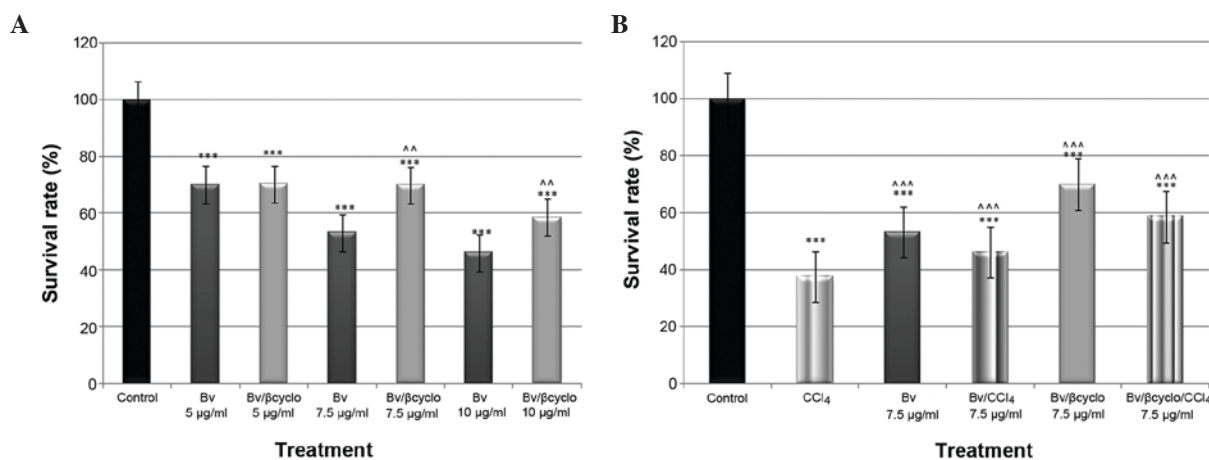 A
120
100
80
60
40
20
0
Survival rate (%)
***
***
***
^^
***
***
^^
***
Control
Bv
5 µg/ml
Bv/βcyclo
5 µg/ml
Bv
7.5 µg/ml
Bv/βcyclo
7.5 µg/ml
Bv
10 µg/ml
Bv/βcyclo
10 µg/ml
Treatment
B
120
100
80
60
40
20
0
Survival rate (%)
***
^^^
***
^^^
***
^^^
***
^^^
***
Control
CCl₄
Bv
7.5 µg/ml
Bv/CCl₄
7.5 µg/ml
Bv/βcyclo
7.5 µg/ml
Bv/βcyclo/CCl₄
7.5 µg/ml
Treatment